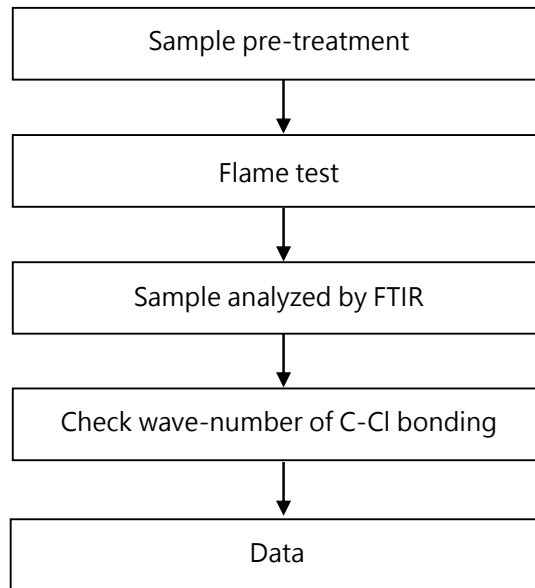 Sample pre-treatment
Flame test
Sample analyzed by FTIR
Check wave-number of C-Cl bonding
Data